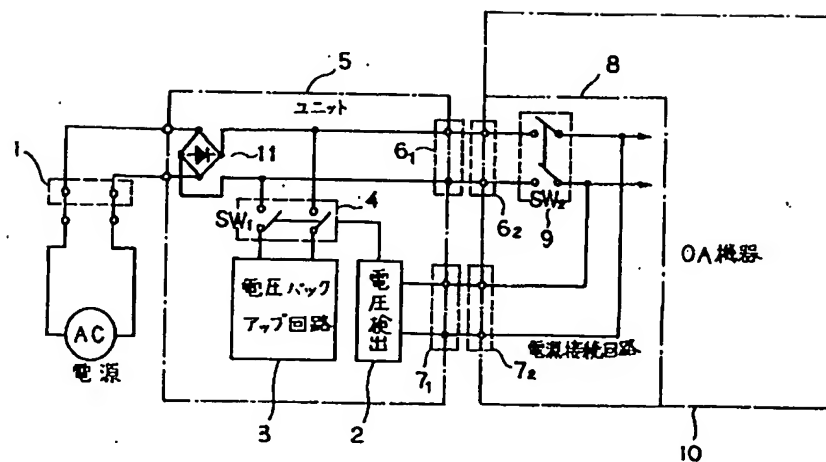 5
ユニット
8
1
11
6₁
6₂
SW₂
9
SW₁
4
OA機器
電圧バック
アップ回路
電圧検出
AC
電源
7₁
7₂
電源接続回路
3
2
10